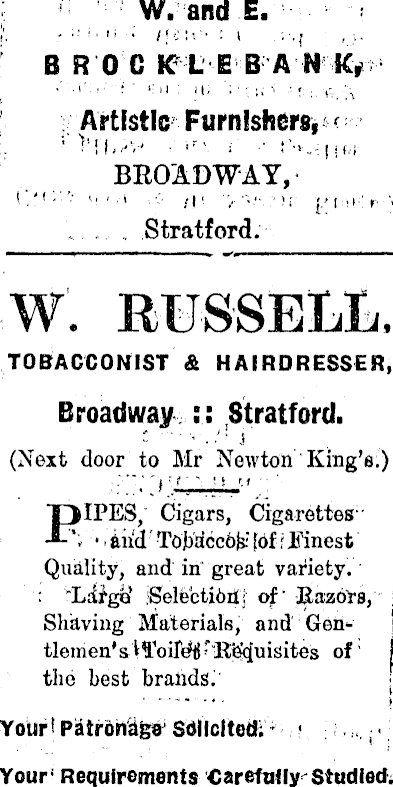 W. and E.
BROCKLEBANK,
Artistic Furnishers,
BROADWAY,
Stratford.
W. RUSSELL,
TOBACCONIST & HAIRDRESSER,
Broadway :: Stratford.
(Next door to Mr Newton King's.)
PIPES, Cigars, Cigarettes
and Tobaccos of Finest
Quality, and in great variety.
Large Selection of Razors,
Shaving Materials, and Gen-
tlemen's Toilet Requisites of
the best brands.
Your Patronage Solicited.
Your Requirements Carefully Studied.